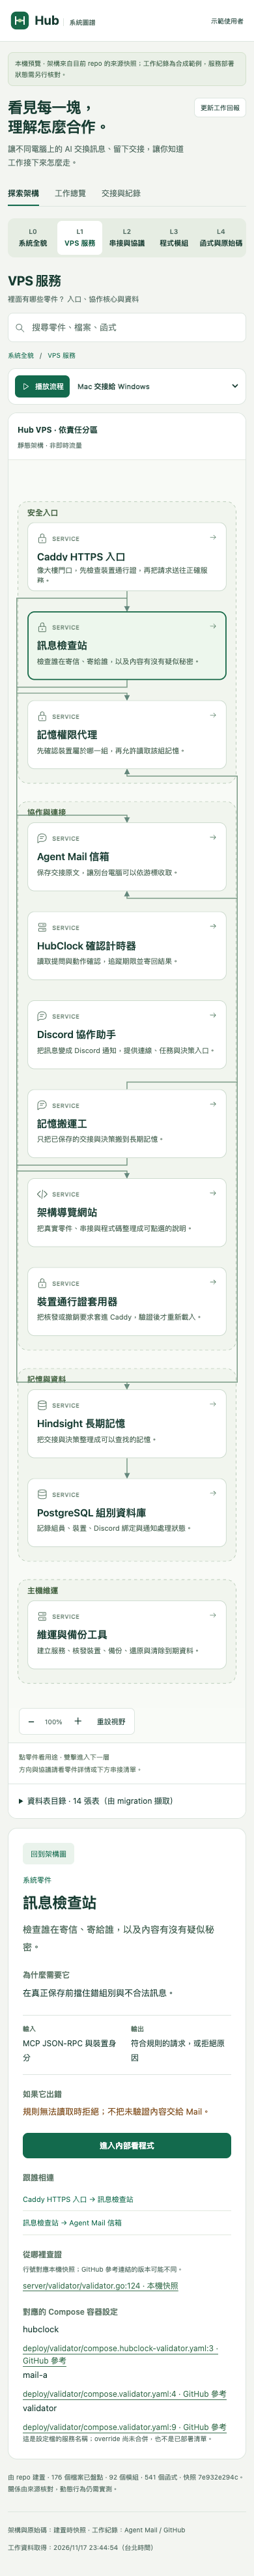 Hub
系統圖譜
示範使用者
本機預覽 · 架構來自目前 repo 的來源快照；工作紀錄為合成範例，服務部署
狀態需另行核對。
看見每一塊，
理解怎麼合作。
更新工作回報
讓不同電腦上的 AI 交換訊息、留下交接，讓你知道
工作接下來怎麼走。
探索架構
工作總覽
交接與紀錄
L0
系統全貌
L1
VPS 服務
L2
串接與協議
L3
程式模組
L4
函式與原始碼
VPS 服務
裡面有哪些零件？ 入口、協作核心與資料
搜尋零件、檔案、函式
系統全貌 / VPS 服務
播放流程
Mac 交接給 Windows
Hub VPS · 依責任分區
靜態架構 · 非即時流量
安全入口
SERVICE
Caddy HTTPS 入口
像大樓門口，先檢查裝置通行證，再把請求送往正確服
務。
SERVICE
訊息檢查站
檢查誰在寄信、寄給誰，以及內容有沒有疑似秘密。
SERVICE
記憶權限代理
先確認裝置屬於哪一組，再允許讀取該組記憶。
協作與連接
SERVICE
Agent Mail 信箱
保存交接原文，讓別台電腦可以依游標收取。
SERVICE
HubClock 確認計時器
讀取提問與動作確認，追蹤期限並寄回結果。
SERVICE
Discord 協作助手
把訊息變成 Discord 通知，提供連線、任務與決策入口。
SERVICE
記憶搬運工
只把已保存的交接與決策搬到長期記憶。
SERVICE
架構導覽網站
把真實零件、串接與程式碼整理成可點選的說明。
SERVICE
裝置通行證套用器
把核發或撤銷要求套進 Caddy，驗證後才重新載入。
記憶與資料
SERVICE
Hindsight 長期記憶
把交接與決策整理成可以查找的記憶。
SERVICE
PostgreSQL 組別資料庫
記錄組員、裝置、Discord 綁定與通知處理狀態。
主機維運
SERVICE
維運與備份工具
建立服務、核發裝置、備份、還原與清除到期資料。
− 100% + 重設視野
點零件看用途 · 雙擊進入下一層
方向與協議請看零件詳情或下方串接清單。
▶ 資料表目錄 · 14 張表（由 migration 擷取）
回到架構圖
系統零件
訊息檢查站
檢查誰在寄信、寄給誰，以及內容有沒有疑似秘
密。
為什麼需要它
在真正保存前擋住錯組別與不合法訊息。
輸入
MCP JSON-RPC 與裝置身
分
輸出
符合規則的請求，或拒絕原
因
如果它出錯
規則無法讀取時拒絕；不把未驗證內容交給 Mail。
進入內部看程式
跟誰相連
Caddy HTTPS 入口 → 訊息檢查站
訊息檢查站 → Agent Mail 信箱
從哪裡查證
行號對應本機快照；GitHub 參考連結的版本可能不同。
server/validator/validator.go:124 · 本機快照
對應的 Compose 容器設定
hubclock
deploy/validator/compose.hubclock-validator.yaml:3 ·
GitHub 參考
mail-a
deploy/validator/compose.validator.yaml:4 · GitHub 參考
validator
deploy/validator/compose.validator.yaml:9 · GitHub 參考
這是設定檔的服務名稱；override 尚未合併，也不是已部署清單。
由 repo 建置 · 176 個檔案已盤點 · 92 個模組 · 541 個函式 · 快照 7e932e294c ·
關係由來源核對，動態行為仍需實測。
架構與原始碼：建置時快照 · 工作紀錄：Agent Mail / GitHub
工作資料取得：2026/11/17 23:44:54（台北時間）